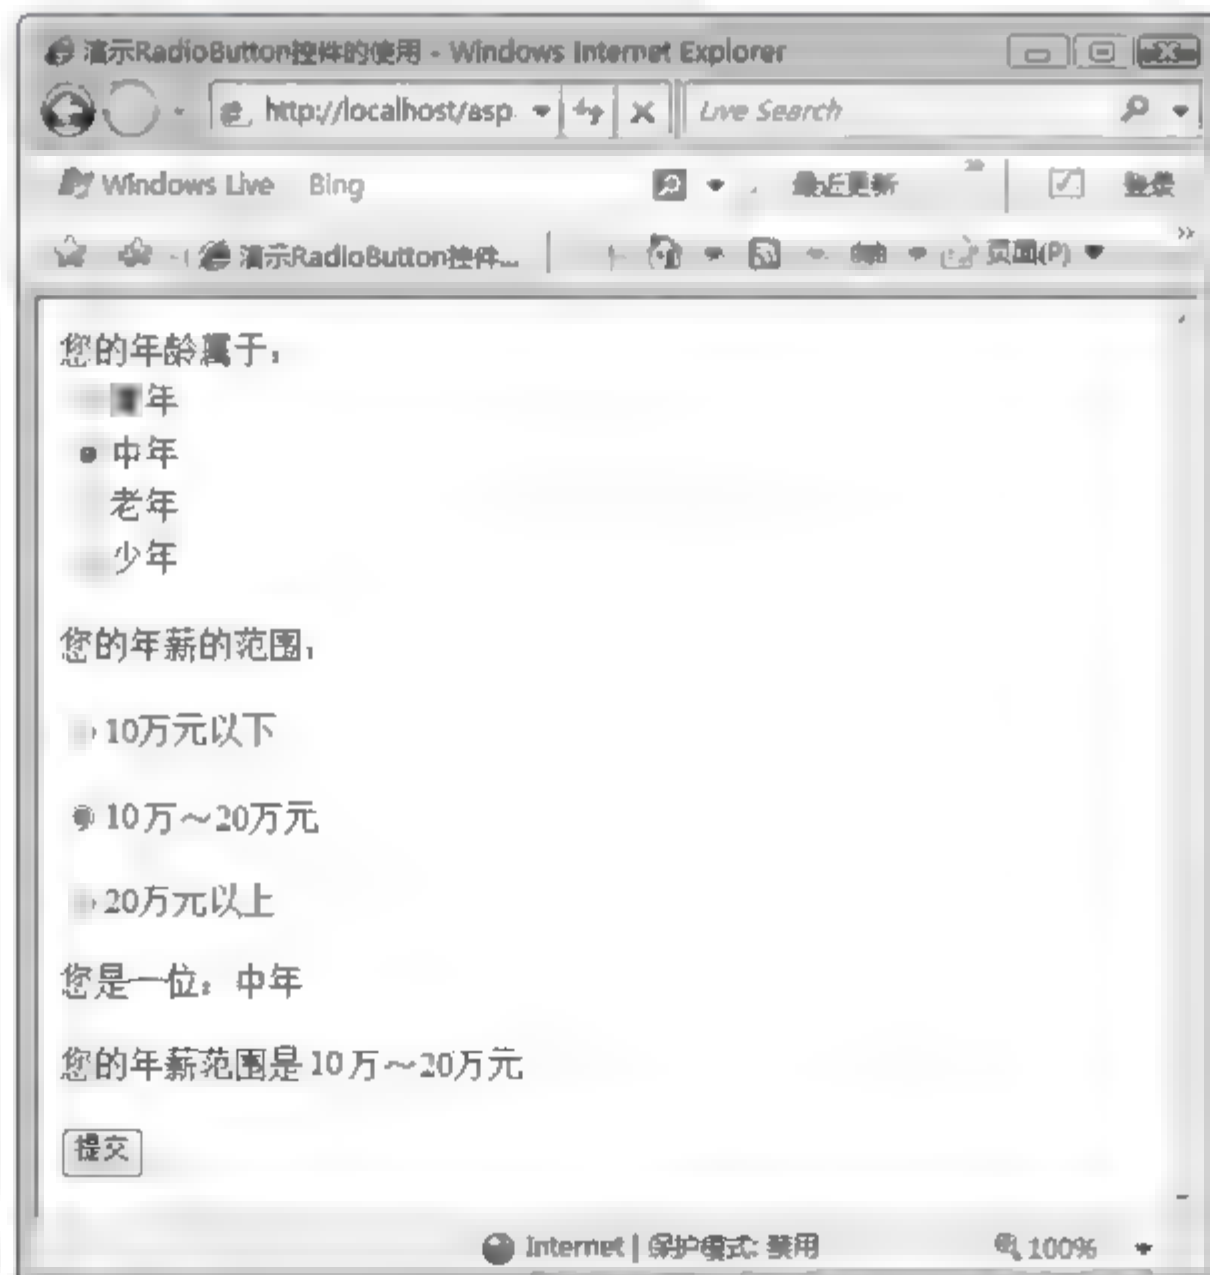 演示RadioButton控件的使用 - Windows Internet Explorer
http://localhost/asp Live Search
Windows Live Bing 最近更新 登录
演示RadioButton控件... 页面(P)
您的年龄属于：
年
中年
老年
少年
您的年薪的范围：
10万元以下
10万～20万元
20万元以上
您是一位：中年
您的年薪范围是 10万～20万元
提交
Internet | 保护模式: 禁用 100%